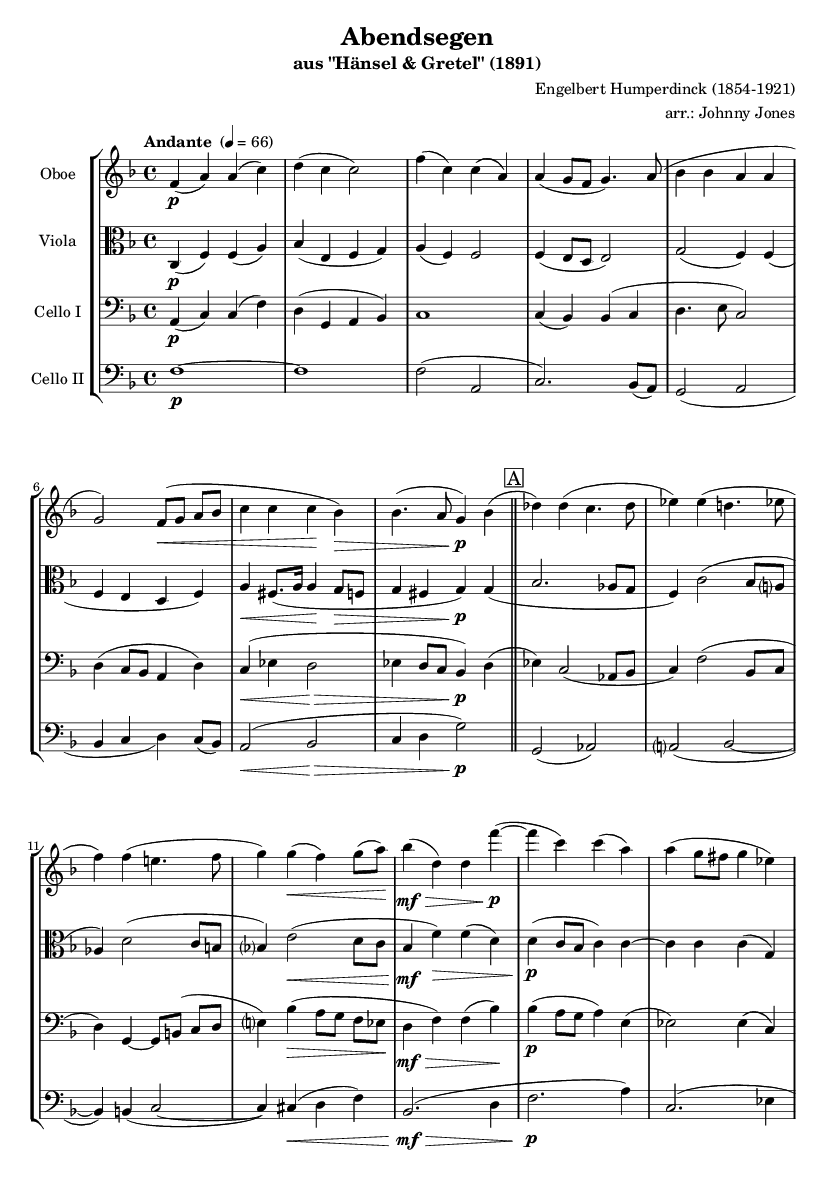 Abendsegen
aus "Hänsel & Gretel" (1891)
Engelbert Humperdinck (1854-1921)
arr.: Johnny Jones
Andante (♩= 66)
Oboe
p
Viola
p
Cello I
p
Cello II
p
6
A
p
p
p
p
11
mf p
mf p
mf p
mf p